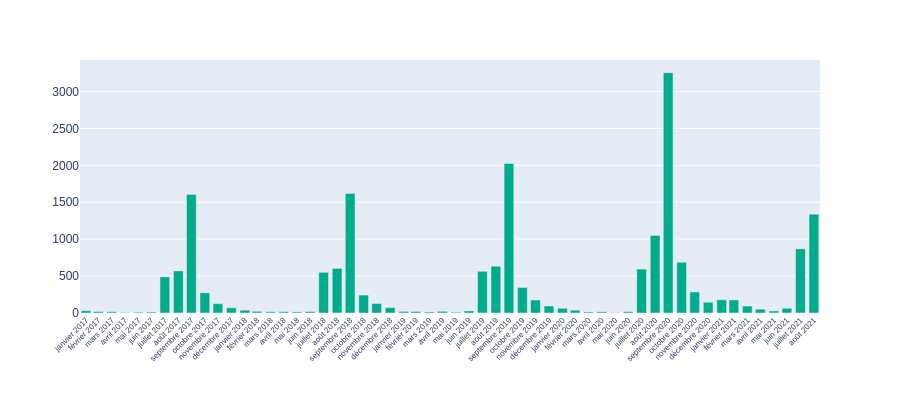 3000
2500
2000
1500
1000
500
0
janvier 2017
février 2017
mars 2017
avril 2017
mai 2017
juin 2017
juillet 2017
août 2017
septembre 2017
octobre 2017
novembre 2017
décembre 2017
janvier 2018
février 2018
mars 2018
avril 2018
mai 2018
juin 2018
juillet 2018
août 2018
septembre 2018
octobre 2018
novembre 2018
décembre 2018
janvier 2019
février 2019
mars 2019
avril 2019
mai 2019
juin 2019
juillet 2019
août 2019
septembre 2019
octobre 2019
novembre 2019
décembre 2019
janvier 2020
février 2020
mars 2020
avril 2020
mai 2020
juin 2020
juillet 2020
août 2020
septembre 2020
octobre 2020
novembre 2020
décembre 2020
janvier 2021
février 2021
mars 2021
avril 2021
mai 2021
juin 2021
juillet 2021
août 2021